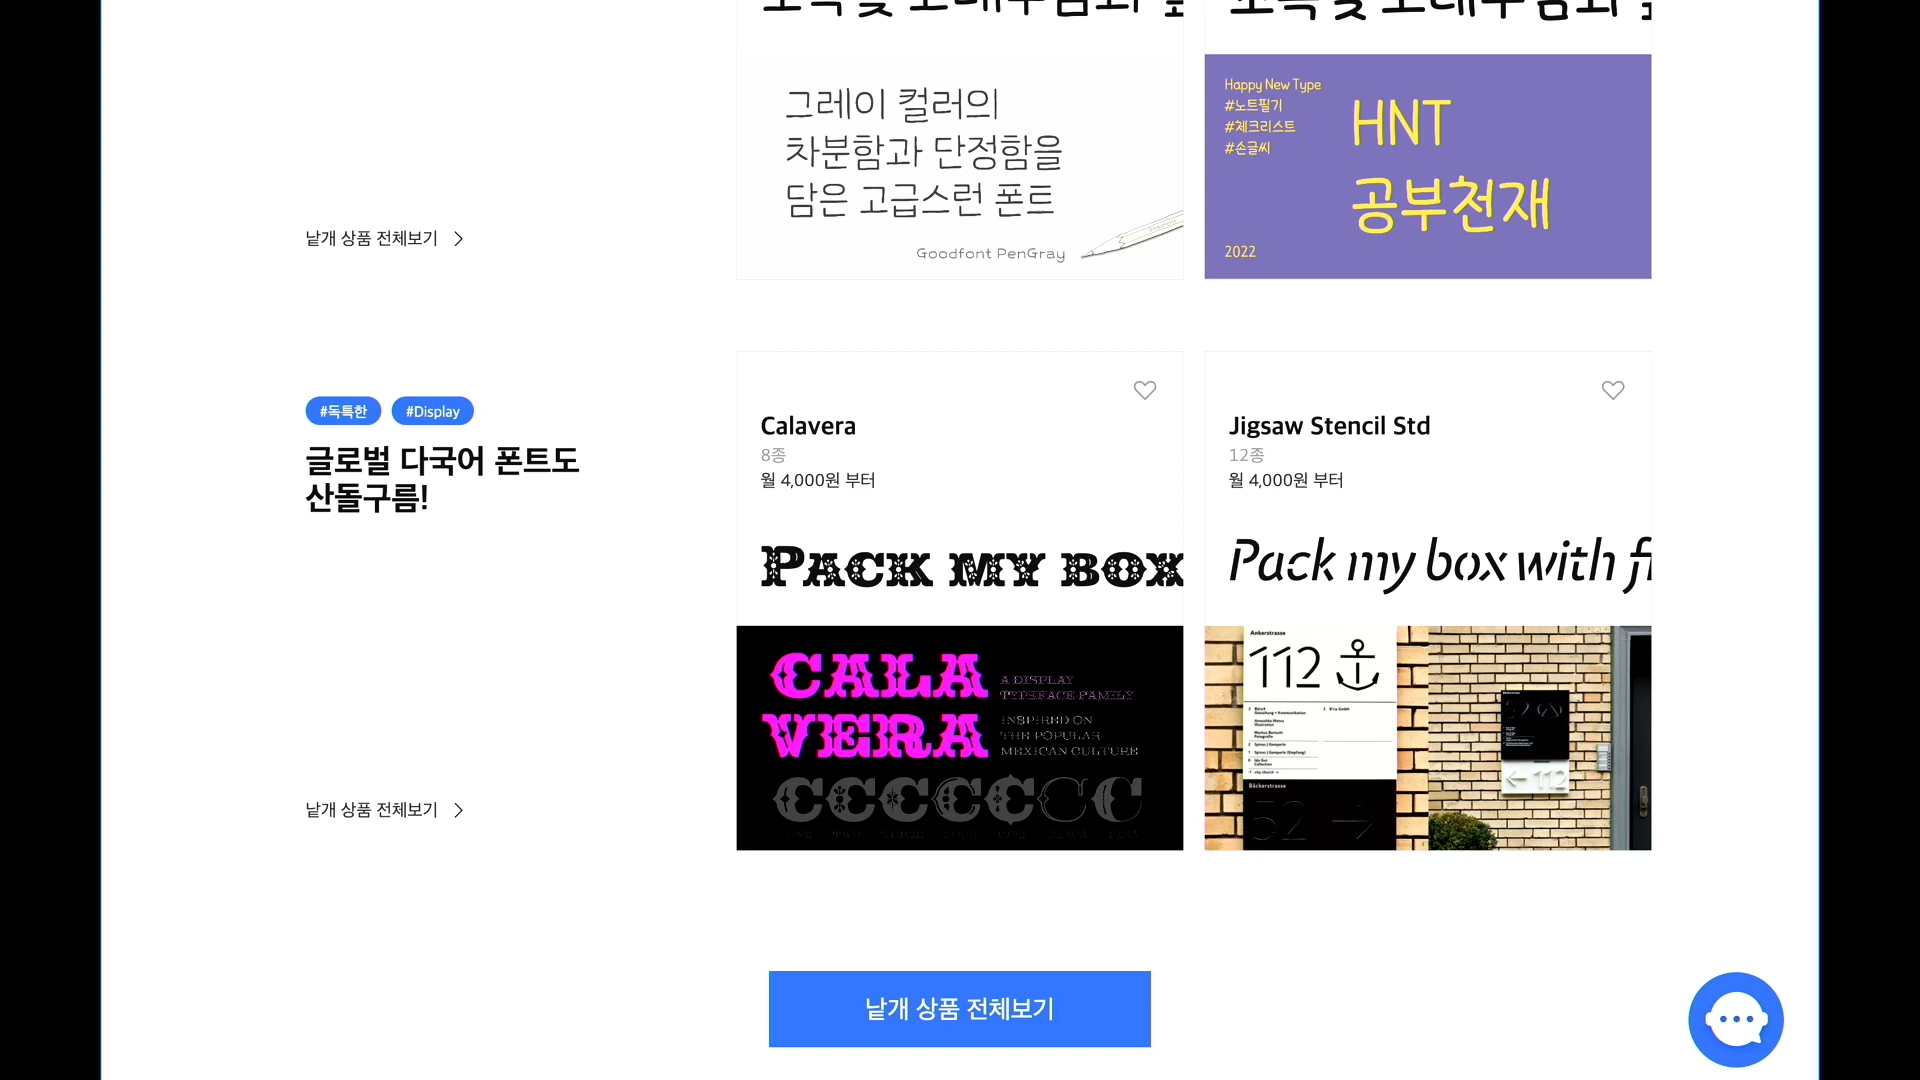 그레이 컬러의
차분함과 단정함을
담은 고급스런 폰트
Goodfont PenGray
Happy New Type
#노트필기
#체크리스트
#손글씨
HNT
공부천재
2022
낱개 상품 전체보기
#독특한 #Display
글로벌 다국어 폰트도
산돌구름!
낱개 상품 전체보기
Calavera
8종
월 4,000원 부터
PACK MY BOX
CALA
VERA
A DISPLAY
TYPEFACE FAMILY
INSPIRED ON
THE POPULAR
MEXICAN CULTURE
CCCCCCC
Jigsaw Stencil Std
12종
월 4,000원 부터
Pack my box with fi
Ankerstrasse
112
Bäckerstrasse
52 →
← 112
낱개 상품 전체보기